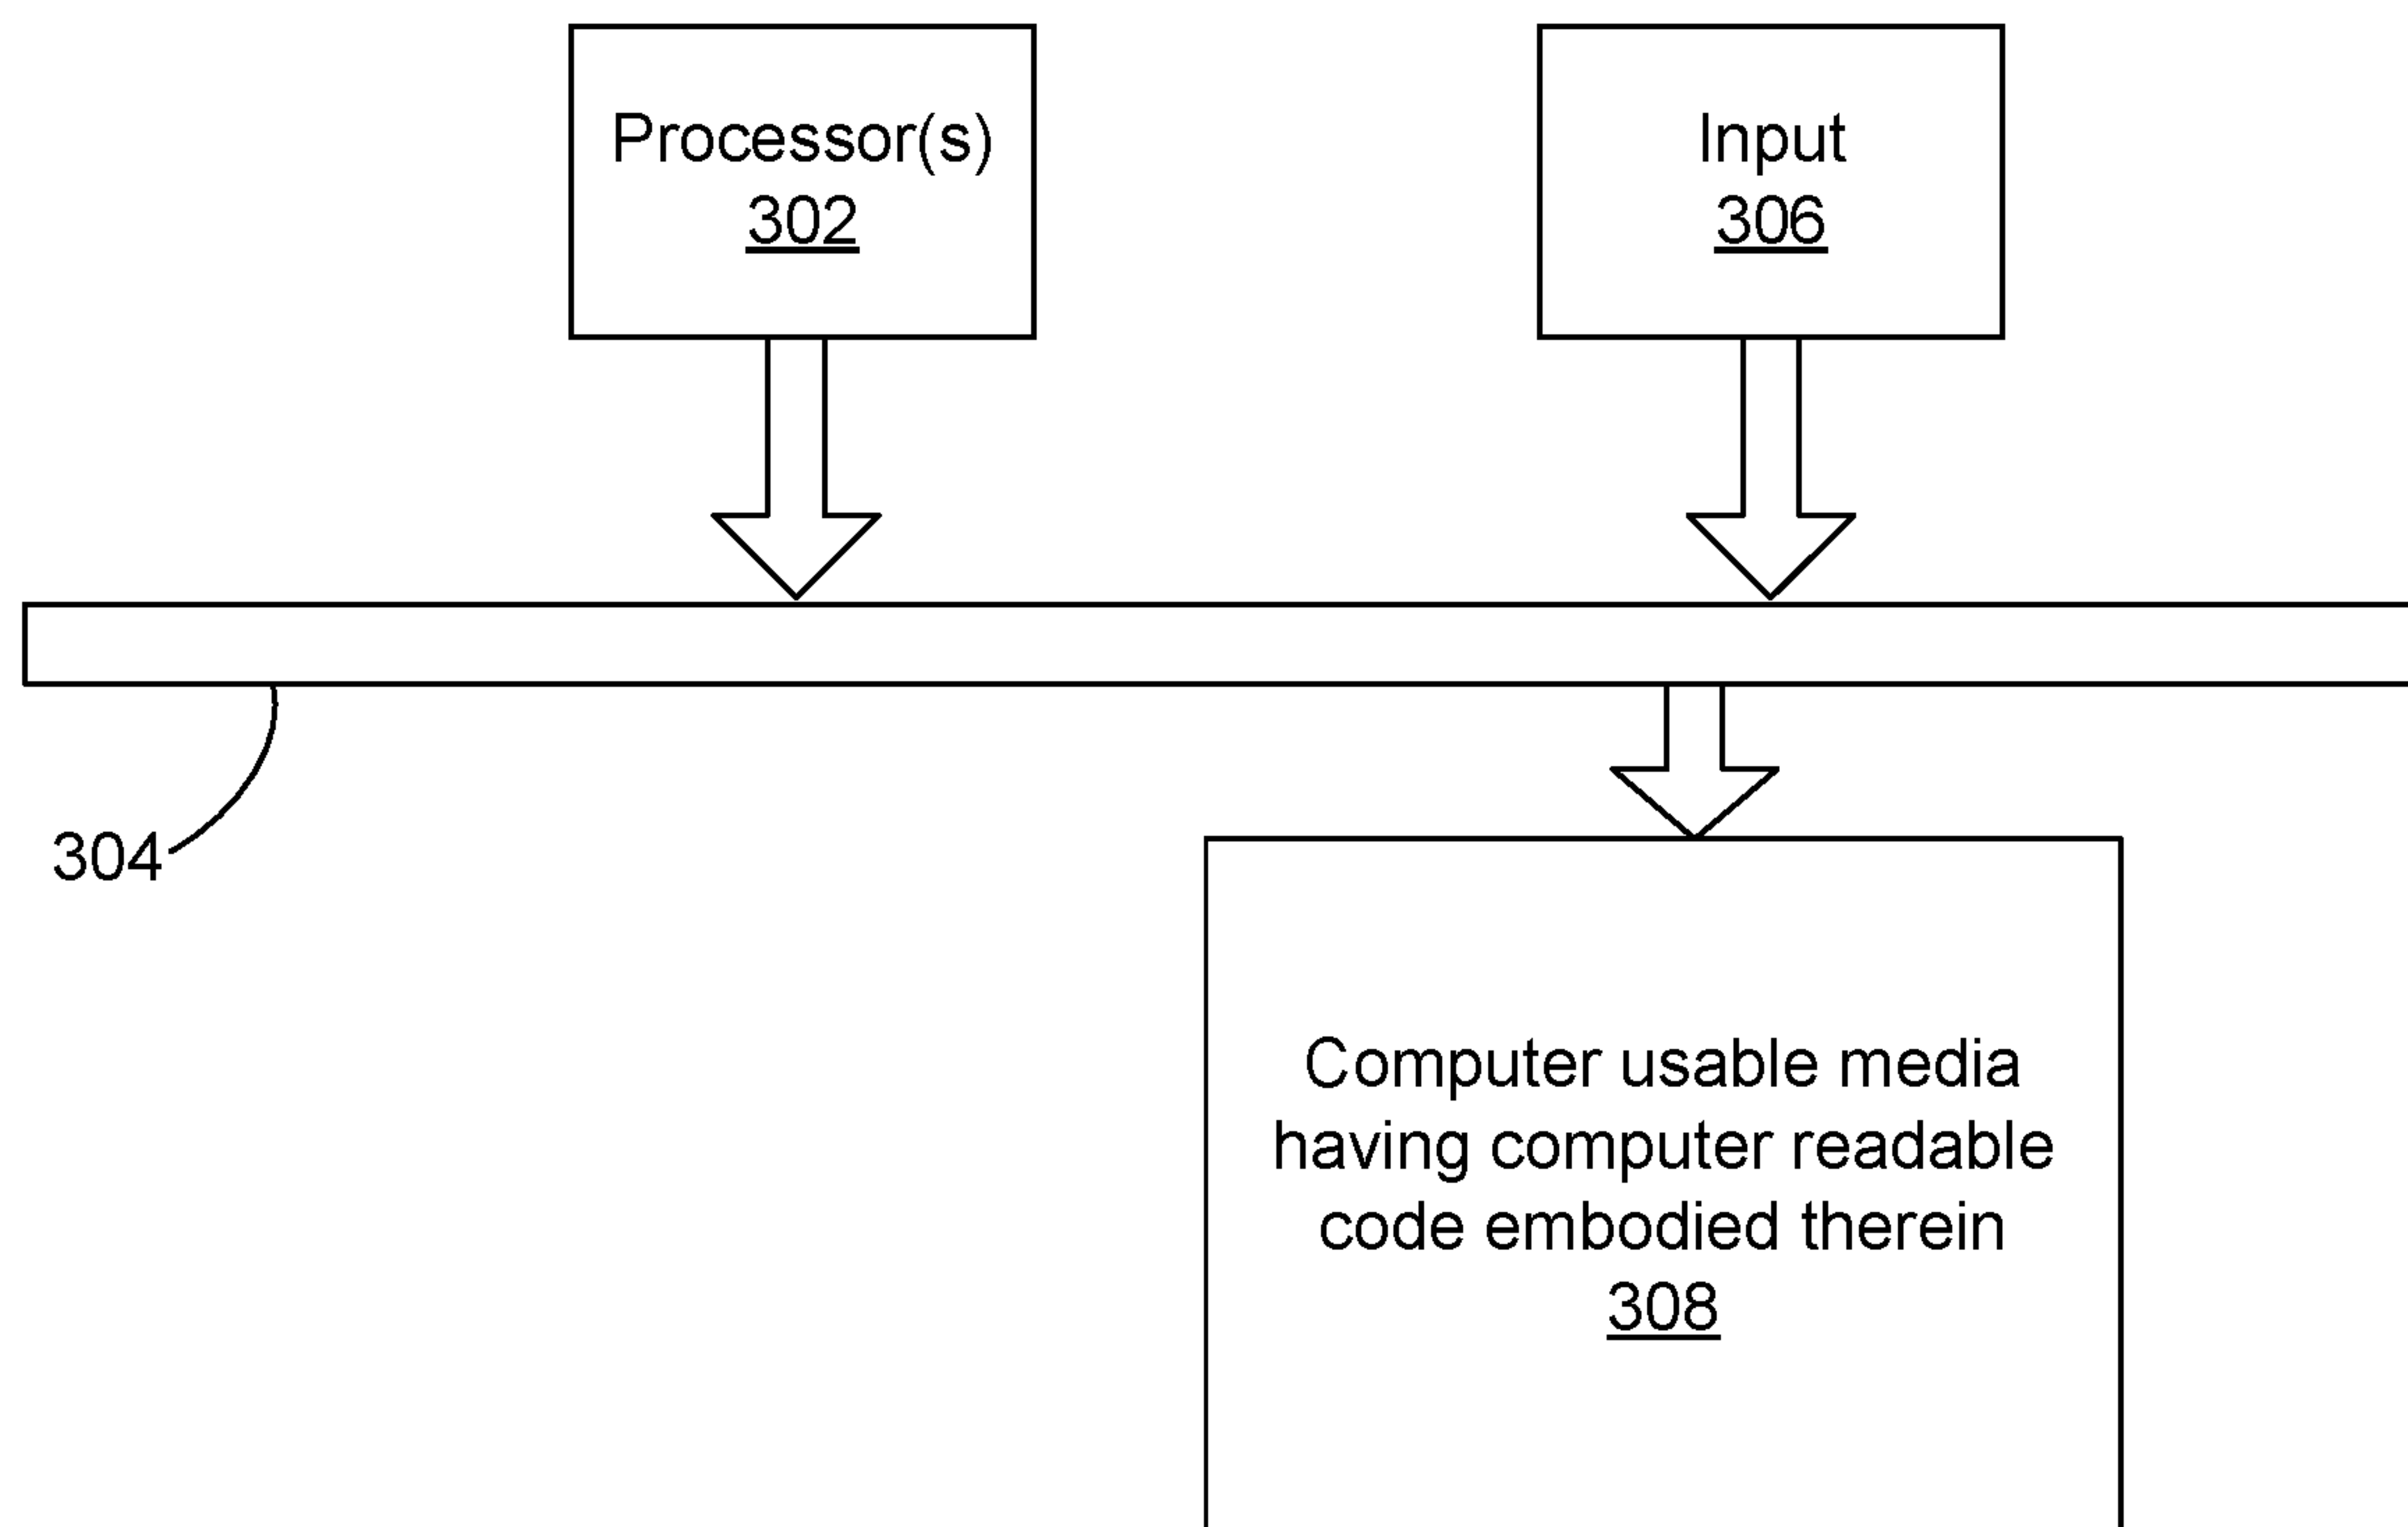 Processor(s)
302
Input
306
304
Computer usable media
having computer readable
code embodied therein
308